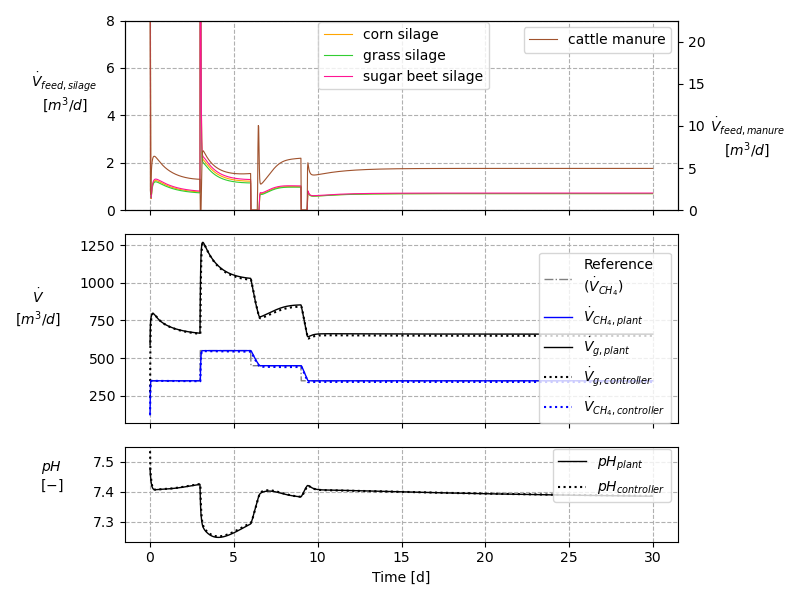 8
6
4
2
0
V̇feed, silage
[m³/d]
corn silage
grass silage
sugar beet silage
cattle manure
20
15
10
5
0
V̇feed, manure
[m³/d]
1250
1000
750
500
250
V̇
[m³/d]
Reference
(V̇CH₄)
V̇CH₄, plant
V̇g, plant
V̇g, controller
V̇CH₄, controller
7.5
7.4
7.3
pH
[−]
pHplant
pHcontroller
0 5 10 15 20 25 30
Time [d]